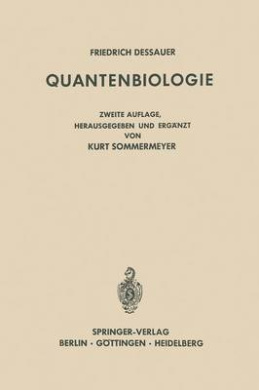 FRIEDRICH DESSAUER
QUANTENBIOLOGIE
ZWEITE AUFLAGE,
HERAUSGEGEBEN UND ERGÄNZT
VON
KURT SOMMERMEYER
SPRINGER-VERLAG
BERLIN · GÖTTINGEN · HEIDELBERG